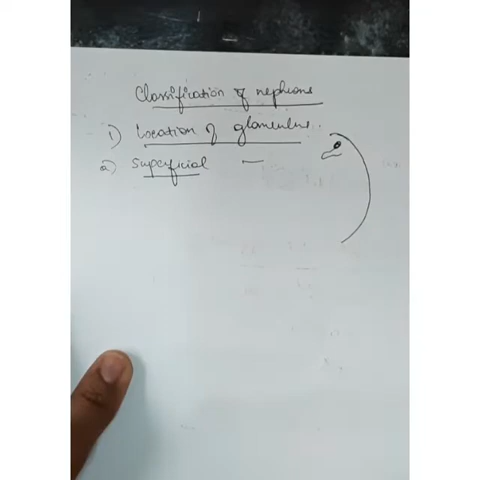 Classification of nephrons
1) Location of glomerulus..
a) Superficial —